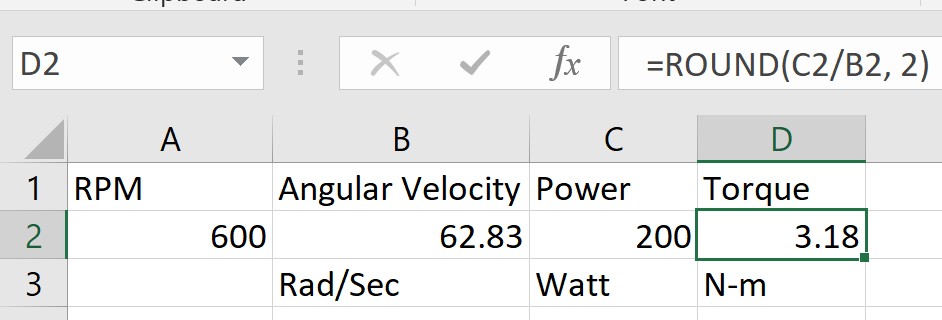 D2 fx =ROUND(C2/B2, 2)
A B C D
1 RPM Angular Velocity Power Torque
2 600 62.83 200 3.18
3 Rad/Sec Watt N-m